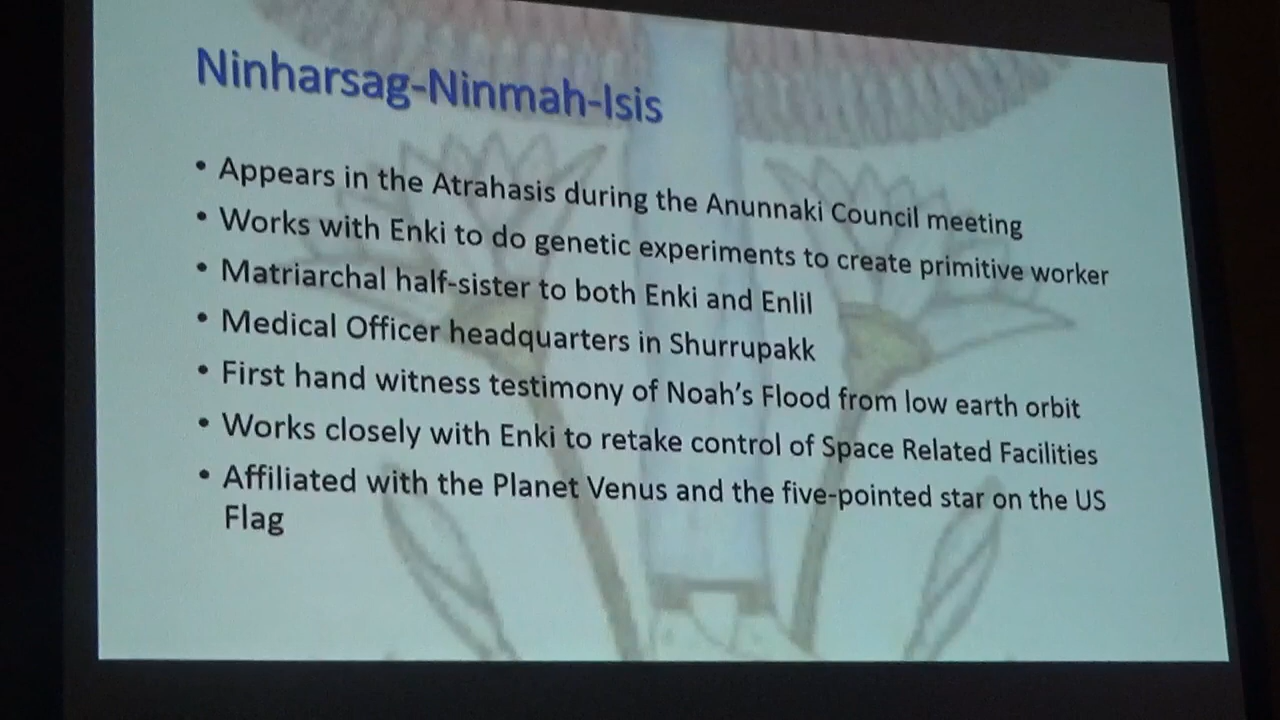 Ninharsag-Ninmah-Isis
• Appears in the Atrahasis during the Anunnaki Council meeting
• Works with Enki to do genetic experiments to create primitive worker
• Matriarchal half-sister to both Enki and Enlil
• Medical Officer headquarters in Shurrupakk
• First hand witness testimony of Noah's Flood from low earth orbit
• Works closely with Enki to retake control of Space Related Facilities
• Affiliated with the Planet Venus and the five-pointed star on the US
Flag